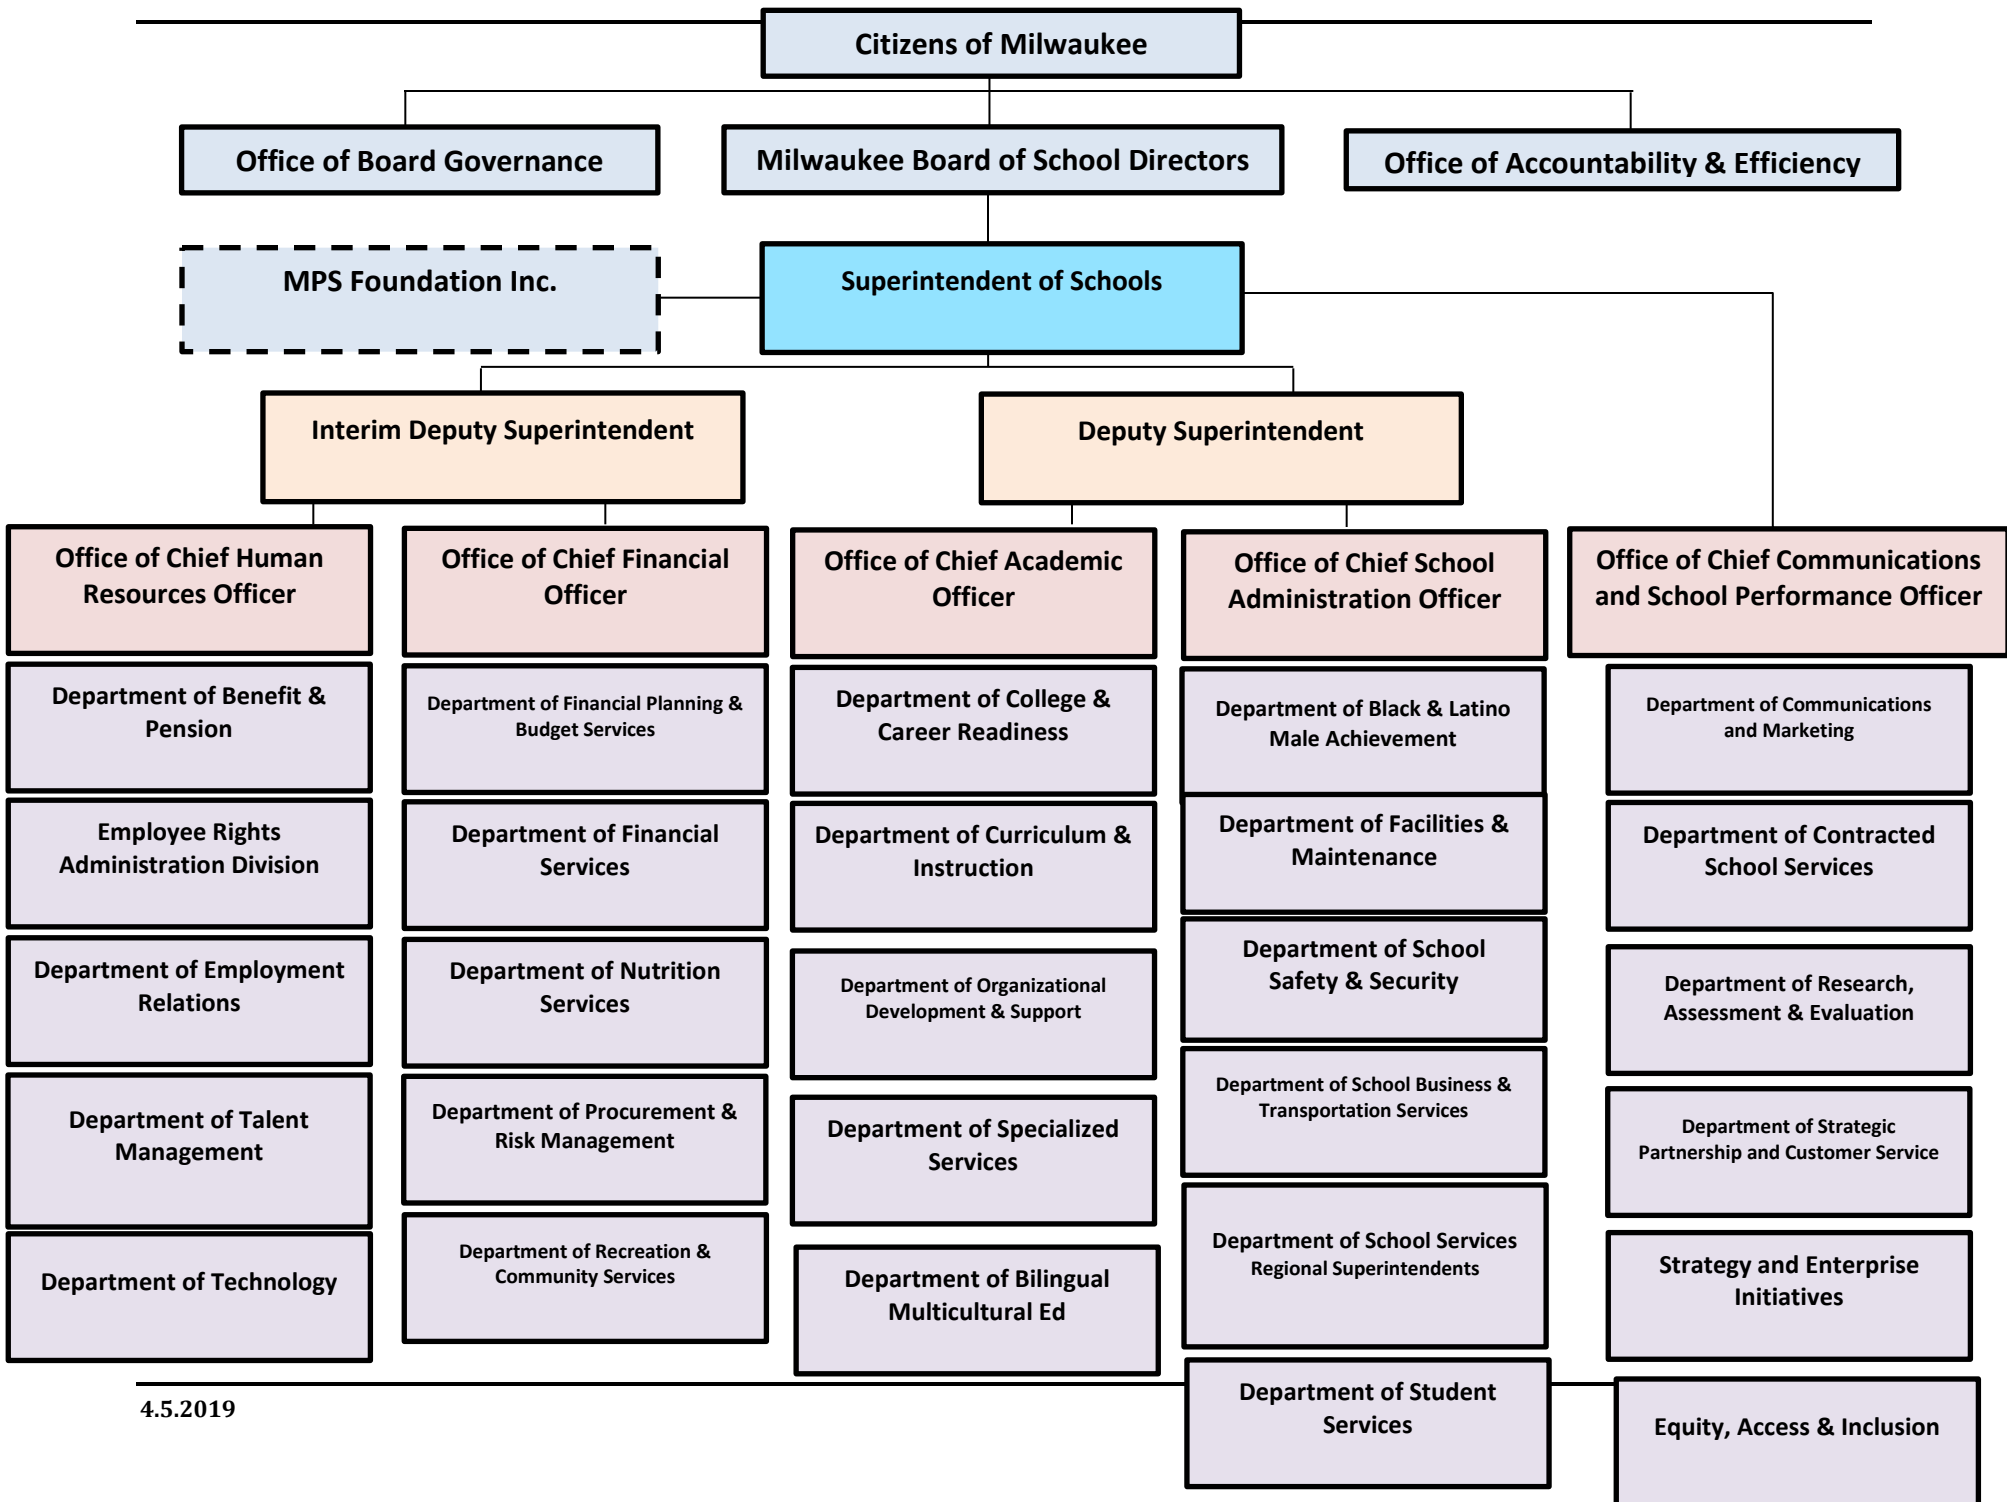 Citizens of Milwaukee
Office of Board Governance
Milwaukee Board of School Directors
Office of Accountability & Efficiency
MPS Foundation Inc.
Superintendent of Schools
Interim Deputy Superintendent
Deputy Superintendent
Office of Chief Human
Resources Officer
Department of Benefit &
Pension
Employee Rights
Administration Division
Department of Employment
Relations
Department of Talent
Management
Department of Technology
Office of Chief Financial
Officer
Department of Financial Planning &
Budget Services
Department of Financial
Services
Department of Nutrition
Services
Department of Procurement &
Risk Management
Department of Recreation &
Community Services
Office of Chief Academic
Officer
Department of College &
Career Readiness
Department of Curriculum &
Instruction
Department of Organizational
Development & Support
Department of Specialized
Services
Department of Bilingual
Multicultural Ed
Office of Chief School
Administration Officer
Department of Black & Latino
Male Achievement
Department of Facilities &
Maintenance
Department of School
Safety & Security
Department of School Business &
Transportation Services
Department of School Services
Regional Superintendents
Department of Student
Services
Office of Chief Communications
and School Performance Officer
Department of Communications
and Marketing
Department of Contracted
School Services
Department of Research,
Assessment & Evaluation
Department of Strategic
Partnership and Customer Service
Strategy and Enterprise
Initiatives
Equity, Access & Inclusion
4.5.2019